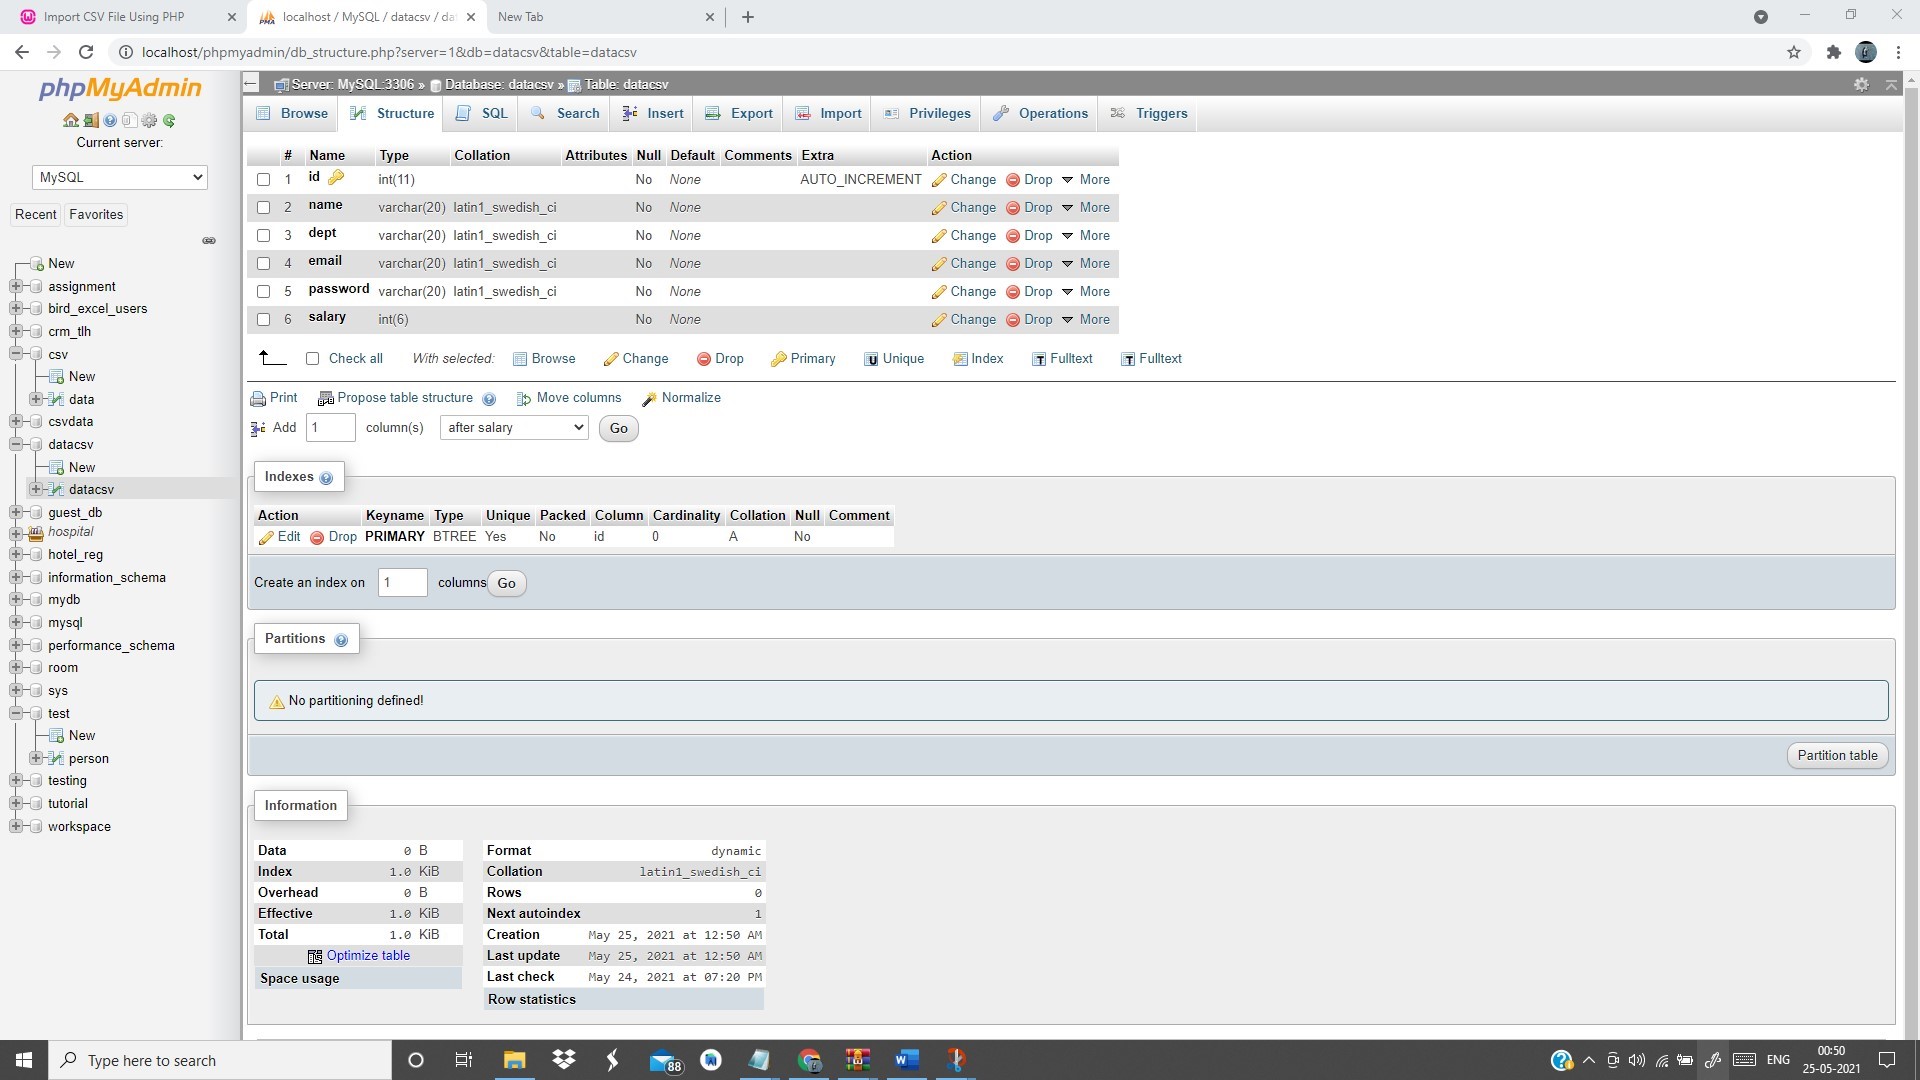 Import CSV File Using PHP
localhost / MySQL / datacsv / dat
New Tab
localhost/phpmyadmin/db_structure.php?server=1&db=datacsv&table=datacsv
phpMyAdmin
Current server:
MySQL
Recent Favorites
New
assignment
bird_excel_users
crm_tlh
csv
New
data
csvdata
datacsv
New
datacsv
guest_db
hospital
hotel_reg
information_schema
mydb
mysql
performance_schema
room
sys
test
New
person
testing
tutorial
workspace
Server: MySQL:3306 » Database: datacsv » Table: datacsv
Browse Structure SQL Search Insert Export Import Privileges Operations Triggers
# Name Type Collation Attributes Null Default Comments Extra Action
1 id int(11) No None AUTO_INCREMENT Change Drop More
2 name varchar(20) latin1_swedish_ci No None Change Drop More
3 dept varchar(20) latin1_swedish_ci No None Change Drop More
4 email varchar(20) latin1_swedish_ci No None Change Drop More
5 password varchar(20) latin1_swedish_ci No None Change Drop More
6 salary int(6) No None Change Drop More
Check all With selected: Browse Change Drop Primary Unique Index Fulltext Fulltext
Print Propose table structure Move columns Normalize
Add 1 column(s) after salary Go
Indexes
Action Keyname Type Unique Packed Column Cardinality Collation Null Comment
Edit Drop PRIMARY BTREE Yes No id 0 A No
Create an index on 1 columns Go
Partitions
No partitioning defined!
Partition table
Information
Data 0 B
Index 1.0 KiB
Overhead 0 B
Effective 1.0 KiB
Total 1.0 KiB
Optimize table
Space usage
Format dynamic
Collation latin1_swedish_ci
Rows 0
Next autoindex 1
Creation May 25, 2021 at 12:50 AM
Last update May 25, 2021 at 12:50 AM
Last check May 24, 2021 at 07:20 PM
Row statistics
Type here to search
88
ENG
00:50
25-05-2021